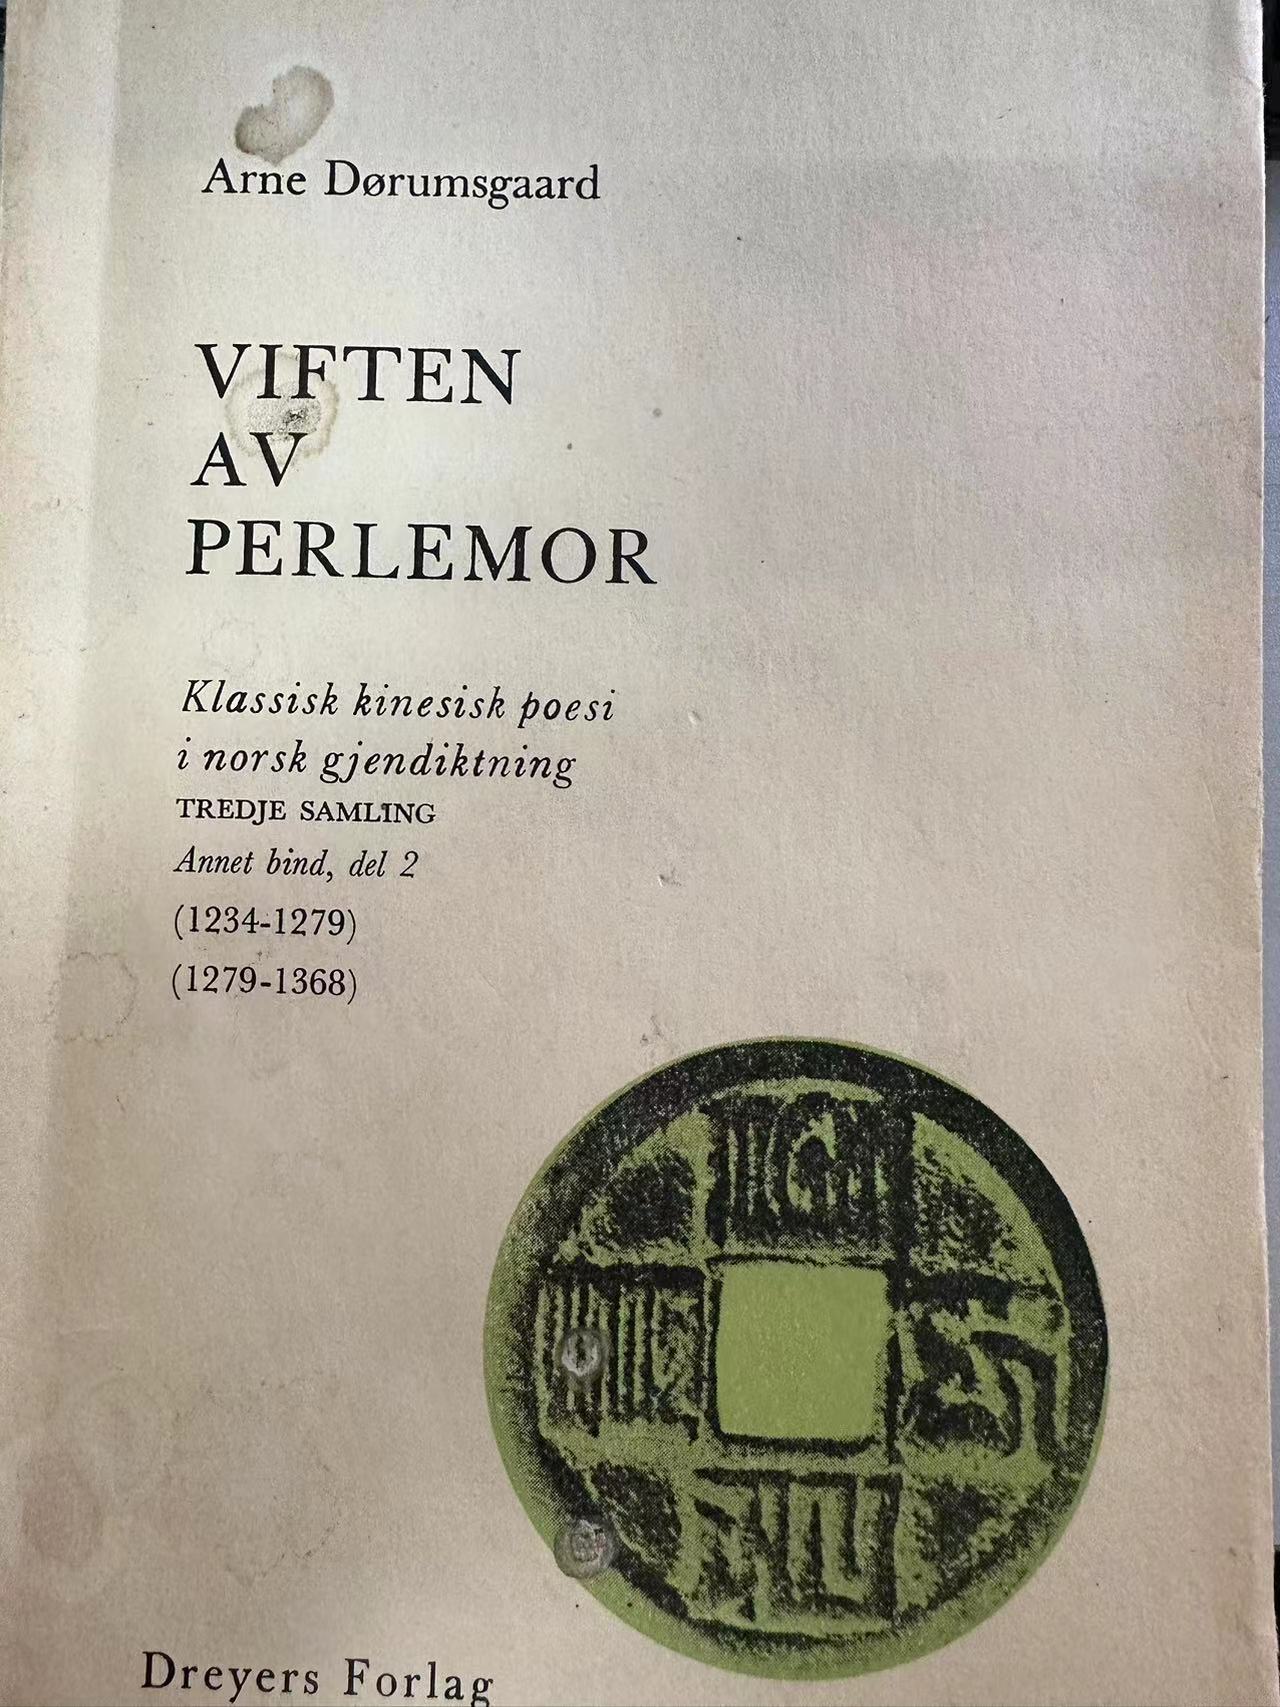 Arne Dørumsgaard
VIFTEN
AV
PERLEMOR
Klassisk kinesisk poesi
i norsk gjendiktning
TREDJE SAMLING
Annet bind, del 2
(1234-1279)
(1279-1368)
Dreyers Forlag